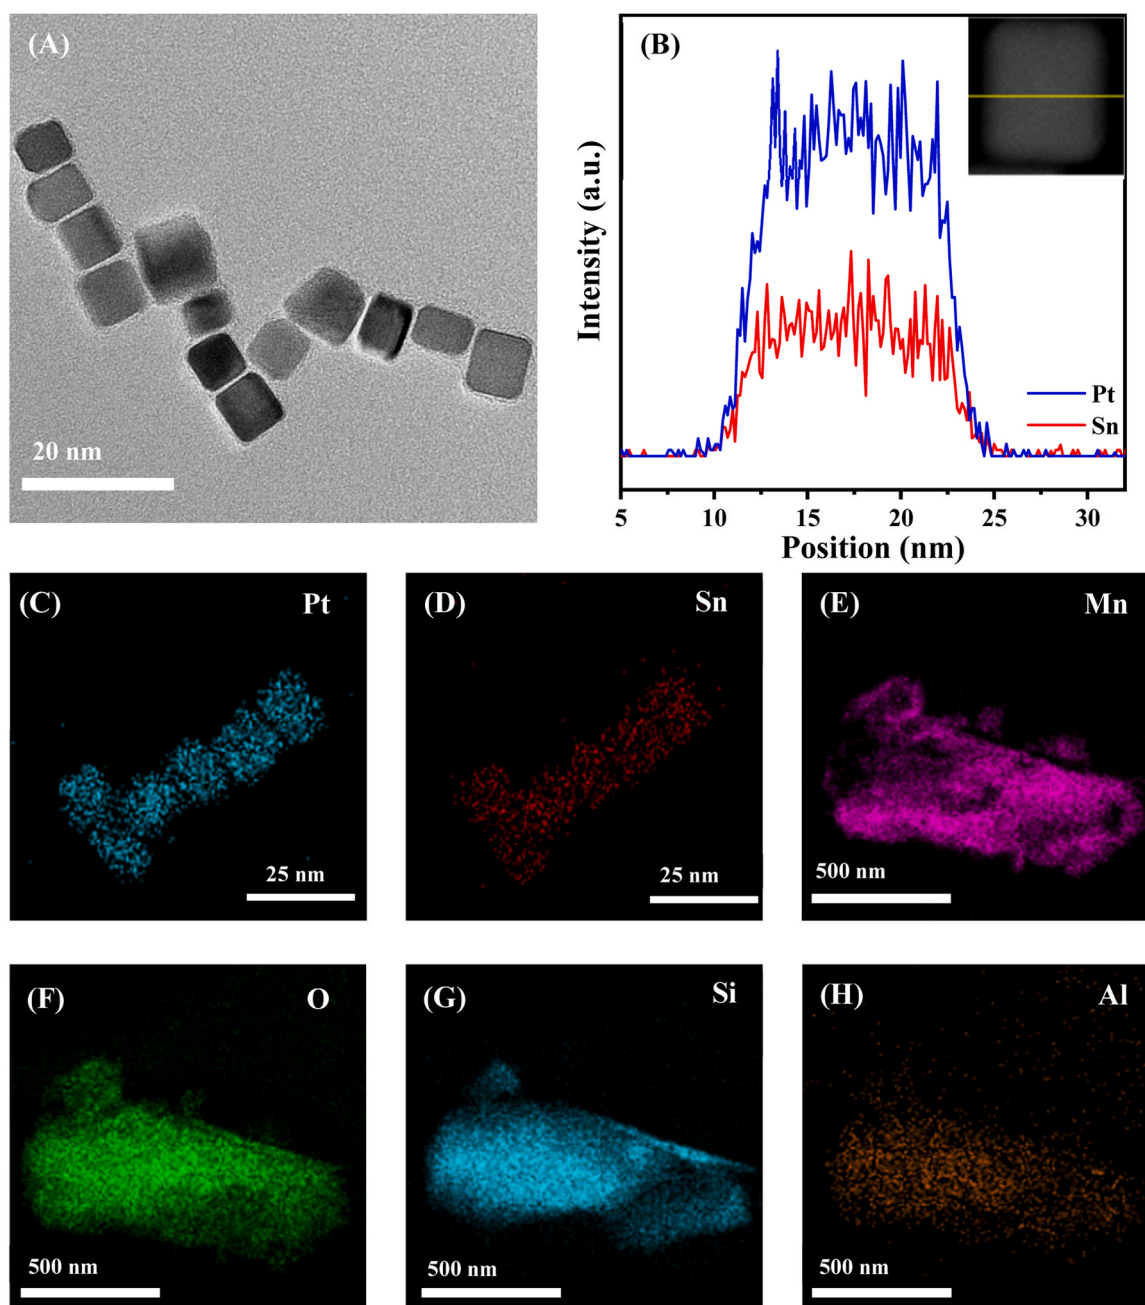 (A)
20 nm
(B)
Intensity (a.u.)
Pt
Sn
5 10 15 20 25 30
Position (nm)
(C) Pt
25 nm
(D) Sn
25 nm
(E) Mn
500 nm
(F) O
500 nm
(G) Si
500 nm
(H) Al
500 nm